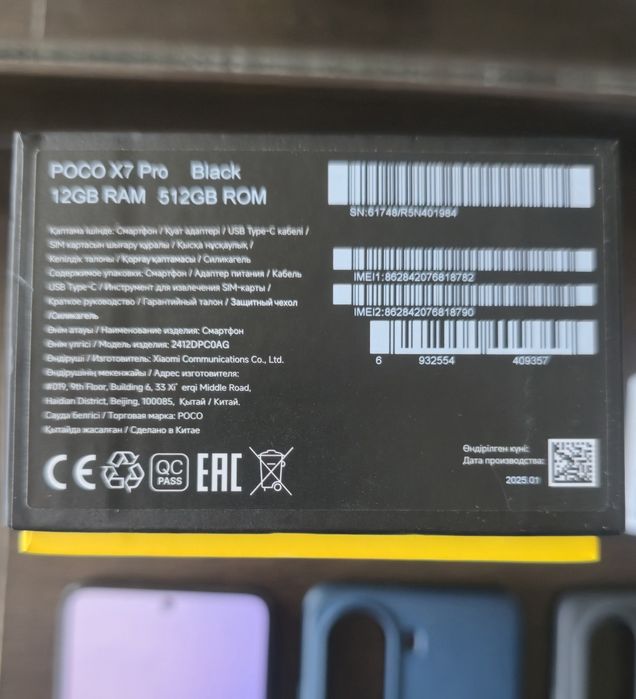 POCO X7 Pro Black
12GB RAM 512GB ROM
SN:61748/R5N401984
Қаптама ішінде: Смартфон / Қуат адаптері / USB Type-C кабелі /
SIM картасын шығару құралы / Қысқа нұсқаулық /
Кепілдік талоны / Қорғау қаптамасы / Силикагель
Содержимое упаковки: Смартфон / Адаптер питания / Кабель
USB Type-C / Инструмент для извлечения SIM-карты /
Краткое руководство / Гарантийный талон / Защитный чехол
/Силикагель
IMEI1:862842076818782
IMEI2:862842076818790
6 932554 409357
Өнім атауы / Наименование изделия: Смартфон
Өнім үлгісі / Модель изделия: 2412DPC0AG
Өндіруші / Изготовитель: Xiaomi Communications Co., Ltd.
Өндірушінің мекенжайы / Адрес изготовителя:
#019, 9th Floor, Building 6, 33 Xi'erqi Middle Road,
Haidian District, Beijing, 100085, Қытай / Китай.
Сауда белгісі / Торговая марка: POCO
Қытайда жасалған / Сделано в Китае
CE QC PASS EAC
Өндірілген күні:
Дата производства:
2025.01